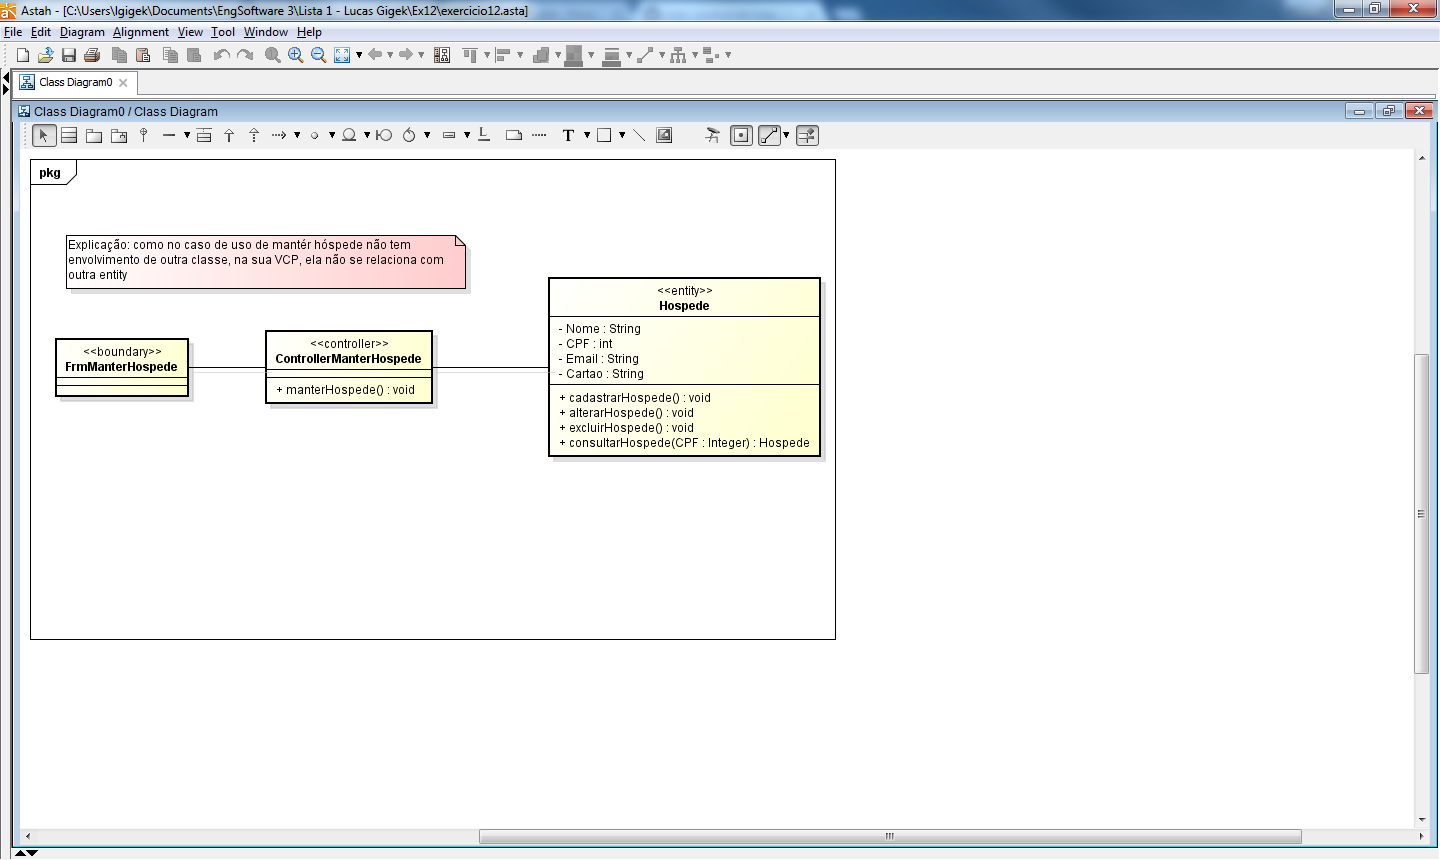 Astah - [C:\Users\lgigek\Documents\EngSoftware 3\Lista 1 - Lucas Gigek\Ex12\exercicio12.asta]
File Edit Diagram Alignment View Tool Window Help
Class Diagram0
Class Diagram0 / Class Diagram
T
pkg
Explicação: como no caso de uso de mantér hóspede não tem
envolvimento de outra classe, na sua VCP, ela não se relaciona com
outra entity
<<boundary>>
FrmManterHospede
<<controller>>
ControllerManterHospede
+ manterHospede() : void
<<entity>>
Hospede
- Nome : String
- CPF : int
- Email : String
- Cartao : String
+ cadastrarHospede() : void
+ alterarHospede() : void
+ excluirHospede() : void
+ consultarHospede(CPF : Integer) : Hospede